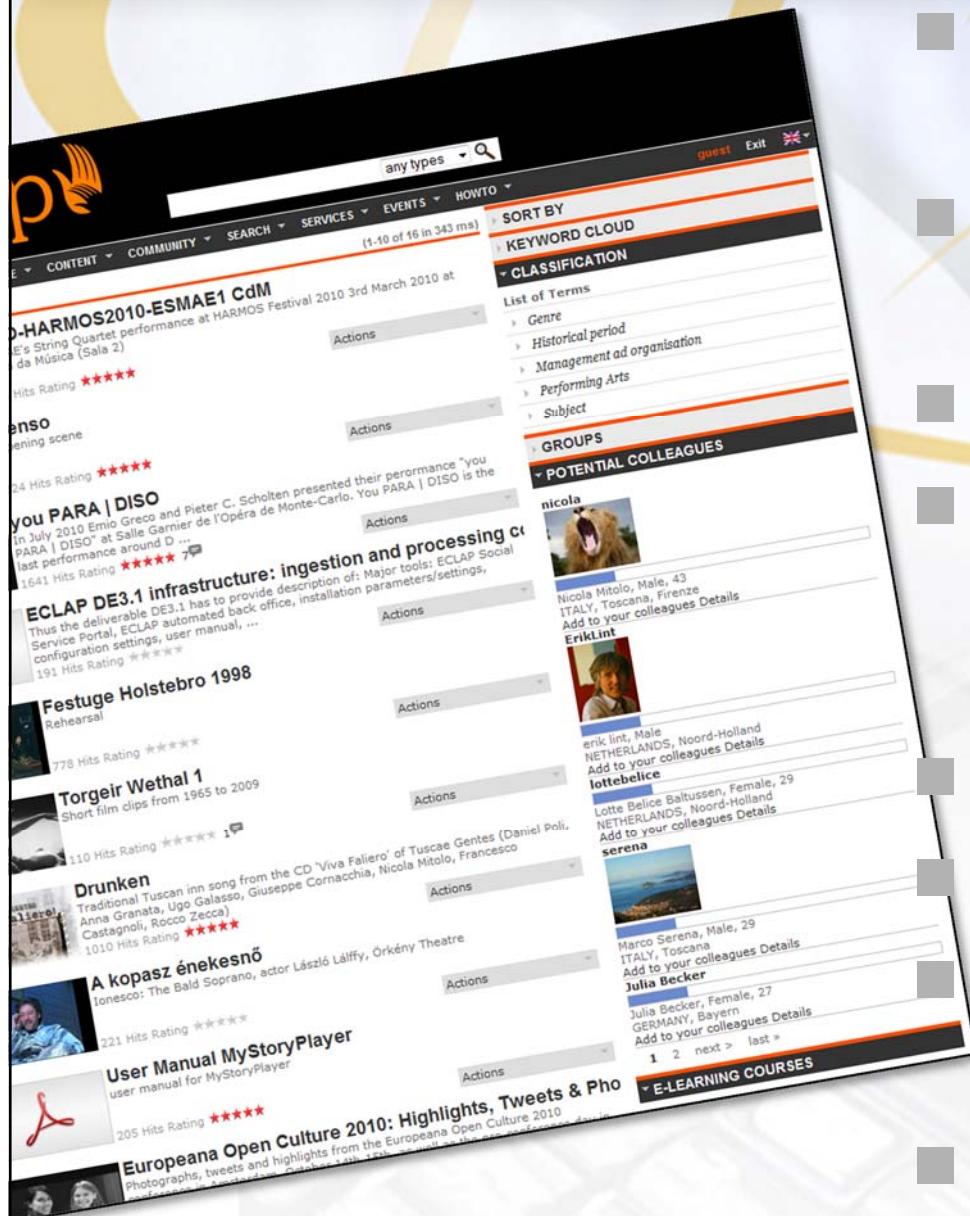 p
any types
guest Exit
E CONTENT COMMUNITY SEARCH SERVICES EVENTS HOWTO
(1-10 of 16 in 343 ms)
-HARMOS2010-ESMAE1 CdM
E's String Quartet performance at HARMOS Festival 2010 3rd March 2010 at
da Música (Sala 2)
Actions
Hits Rating
enso
pening scene
Actions
24 Hits Rating
you PARA | DISO
In July 2010 Emio Greco and Pieter C. Scholten presented their perormance "you
PARA | DISO" at Salle Garnier de l'Opéra de Monte-Carlo. You PARA | DISO is the
last performance around D ...
Actions
1641 Hits Rating 7
ECLAP DE3.1 infrastructure: ingestion and processing co
Thus the deliverable DE3.1 has to provide description of: Major tools: ECLAP Social
Service Portal, ECLAP automated back office, installation parameters/settings,
configuration settings, user manual, ...
Actions
191 Hits Rating
Festuge Holstebro 1998
Rehearsal
Actions
778 Hits Rating
Torgeir Wethal 1
Short film clips from 1965 to 2009
Actions
110 Hits Rating 1
Drunken
Traditional Tuscan inn song from the CD 'Viva Faliero' of Tuscae Gentes (Daniel Poli,
Anna Granata, Ugo Galasso, Giuseppe Cornacchia, Nicola Mitolo, Francesco
Castagnoli, Rocco Zecca)
Actions
1010 Hits Rating
A kopasz énekesnő
Ionesco: The Bald Soprano, actor László Lálffy, Örkény Theatre
Actions
221 Hits Rating
User Manual MyStoryPlayer
user manual for MyStoryPlayer
Actions
205 Hits Rating
Europeana Open Culture 2010: Highlights, Tweets & Pho
Photographs, tweets and highlights from the Europeana Open Culture 2010
conference in Amsterdam, October 14th-15th, as well as the pre-conference day in
SORT BY
KEYWORD CLOUD
CLASSIFICATION
List of Terms
Genre
Historical period
Management ad organisation
Performing Arts
Subject
GROUPS
POTENTIAL COLLEAGUES
nicola
Nicola Mitolo, Male, 43
ITALY, Toscana, Firenze
Add to your colleagues Details
ErikLint
erik lint, Male
NETHERLANDS, Noord-Holland
Add to your colleagues Details
lottebelice
Lotte Belice Baltussen, Female, 29
NETHERLANDS, Noord-Holland
Add to your colleagues Details
serena
Marco Serena, Male, 29
ITALY, Toscana
Add to your colleagues Details
Julia Becker
Julia Becker, Female, 27
GERMANY, Bayern
Add to your colleagues Details
1 2 next > last »
E-LEARNING COURSES